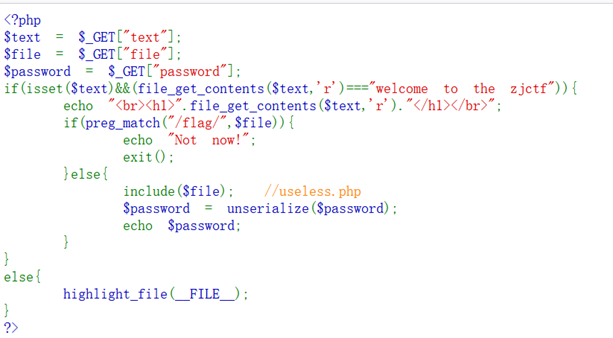 <?php
$text = $_GET["text"];
$file = $_GET["file"];
$password = $_GET["password"];
if(isset($text)&&(file_get_contents($text,'r')==="welcome to the zjctf")){
echo "<br><h1>".file_get_contents($text,'r')."</h1></br>";
if(preg_match("/flag/",$file)){
echo "Not now!";
exit();
}else{
include($file); //useless.php
$password = unserialize($password);
echo $password;
}
}
else{
highlight_file(__FILE__);
}
?>